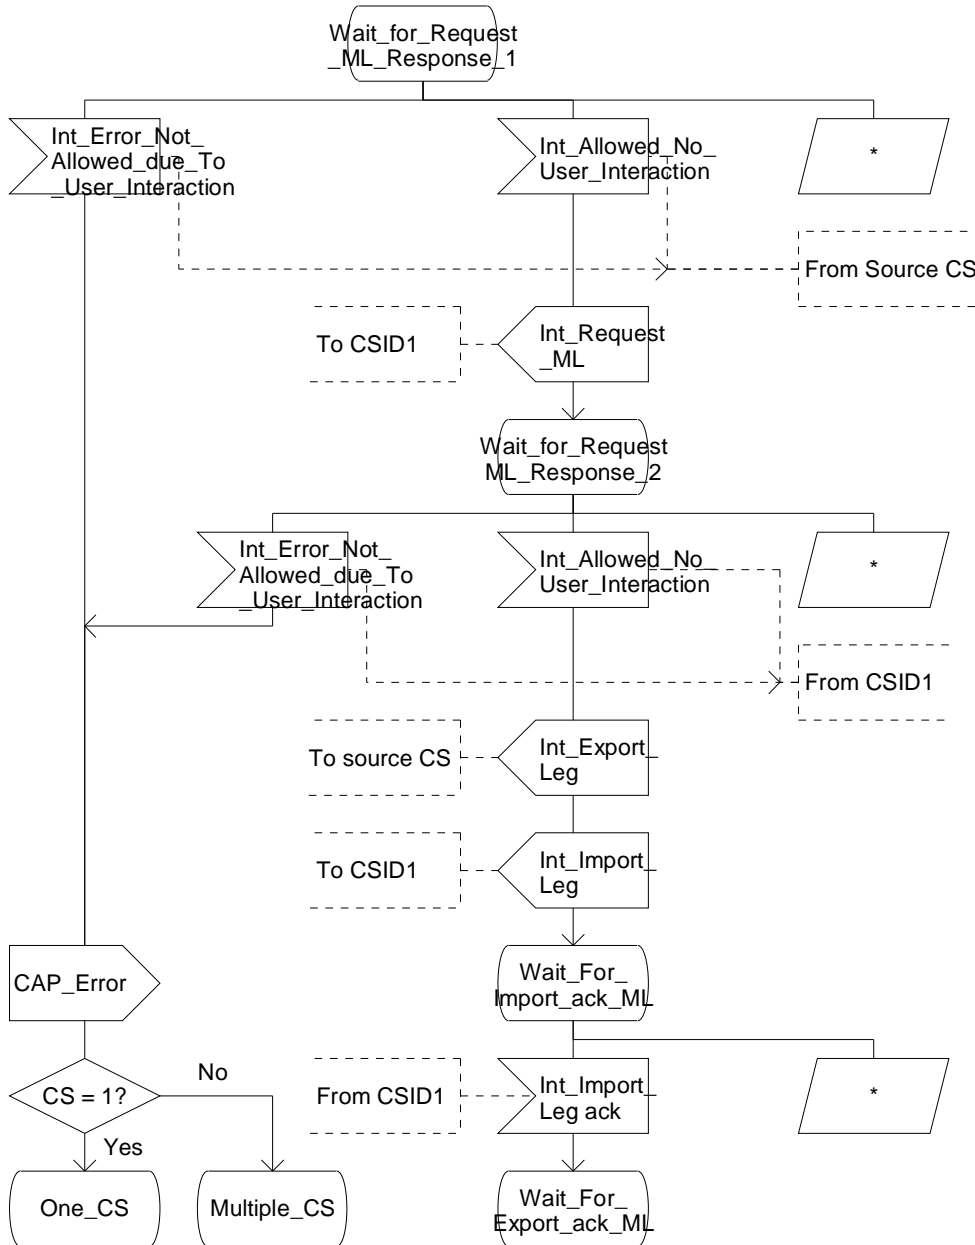 Wait_for_Request
_ML_Response_1
Int_Error_Not_
Allowed_due_To
_User_Interaction
Int_Allowed_No_
User_Interaction
*
From Source CS
To CSID1
Int_Request
_ML
Wait_for_Request
ML_Response_2
Int_Error_Not_
Allowed_due_To
_User_Interaction
Int_Allowed_No_
User_Interaction
*
From CSID1
To source CS
Int_Export_
Leg
To CSID1
Int_Import_
Leg
CAP_Error
Wait_For_
Import_ack_ML
CS = 1?
No
Yes
From CSID1
Int_Import_
Leg ack
*
One_CS
Multiple_CS
Wait_For_
Export_ack_ML